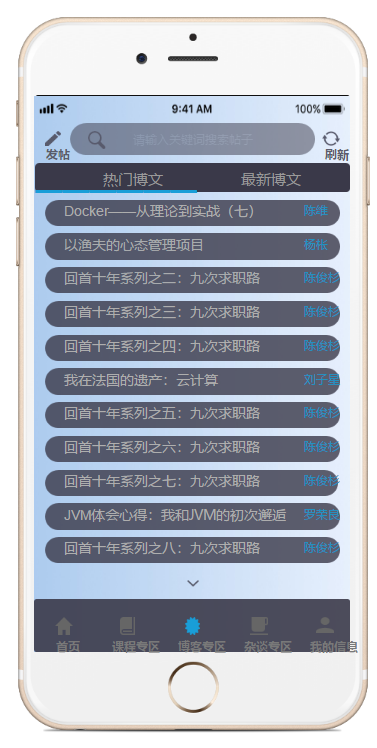 9:41 AM 100%
请输入关键词搜索帖子
发帖 刷新
热门博文 最新博文
Docker——从理论到实战（七） 陈唯
以渔夫的心态管理项目 杨怅
回首十年系列之二：九次求职路 陈俊杉
回首十年系列之三：九次求职路 陈俊杉
回首十年系列之四：九次求职路 陈俊杉
我在法国的遗产：云计算 刘子星
回首十年系列之五：九次求职路 陈俊杉
回首十年系列之六：九次求职路 陈俊杉
回首十年系列之七：九次求职路 陈俊杉
JVM体会心得：我和JVM的初次邂逅 罗荣良
回首十年系列之八：九次求职路 陈俊杉
首页 课程专区 博客专区 杂谈专区 我的信息